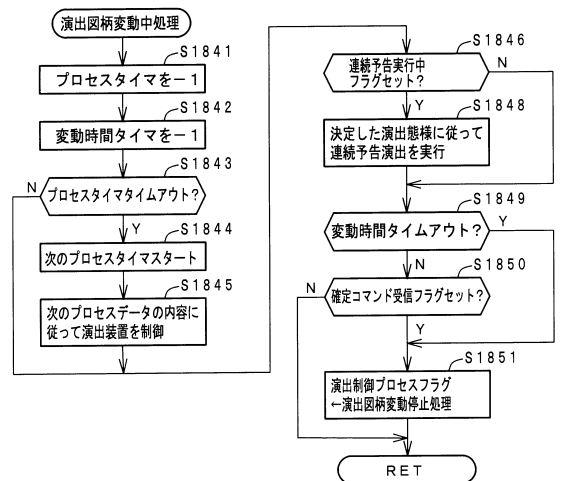 演出図柄変動中処理
S1841
プロセスタイマを−1
S1842
変動時間タイマを−1
S1843
N
プロセスタイマタイムアウト?
Y
S1844
次のプロセスタイマスタート
S1845
次のプロセスデータの内容に
従って演出装置を制御
S1846
連続予告実行中
フラグセット?
N
Y
S1848
決定した演出態様に従って
連続予告演出を実行
S1849
変動時間タイムアウト?
Y
N
S1850
N
確定コマンド受信フラグセット?
Y
S1851
演出制御プロセスフラグ
←演出図柄変動停止処理
RET